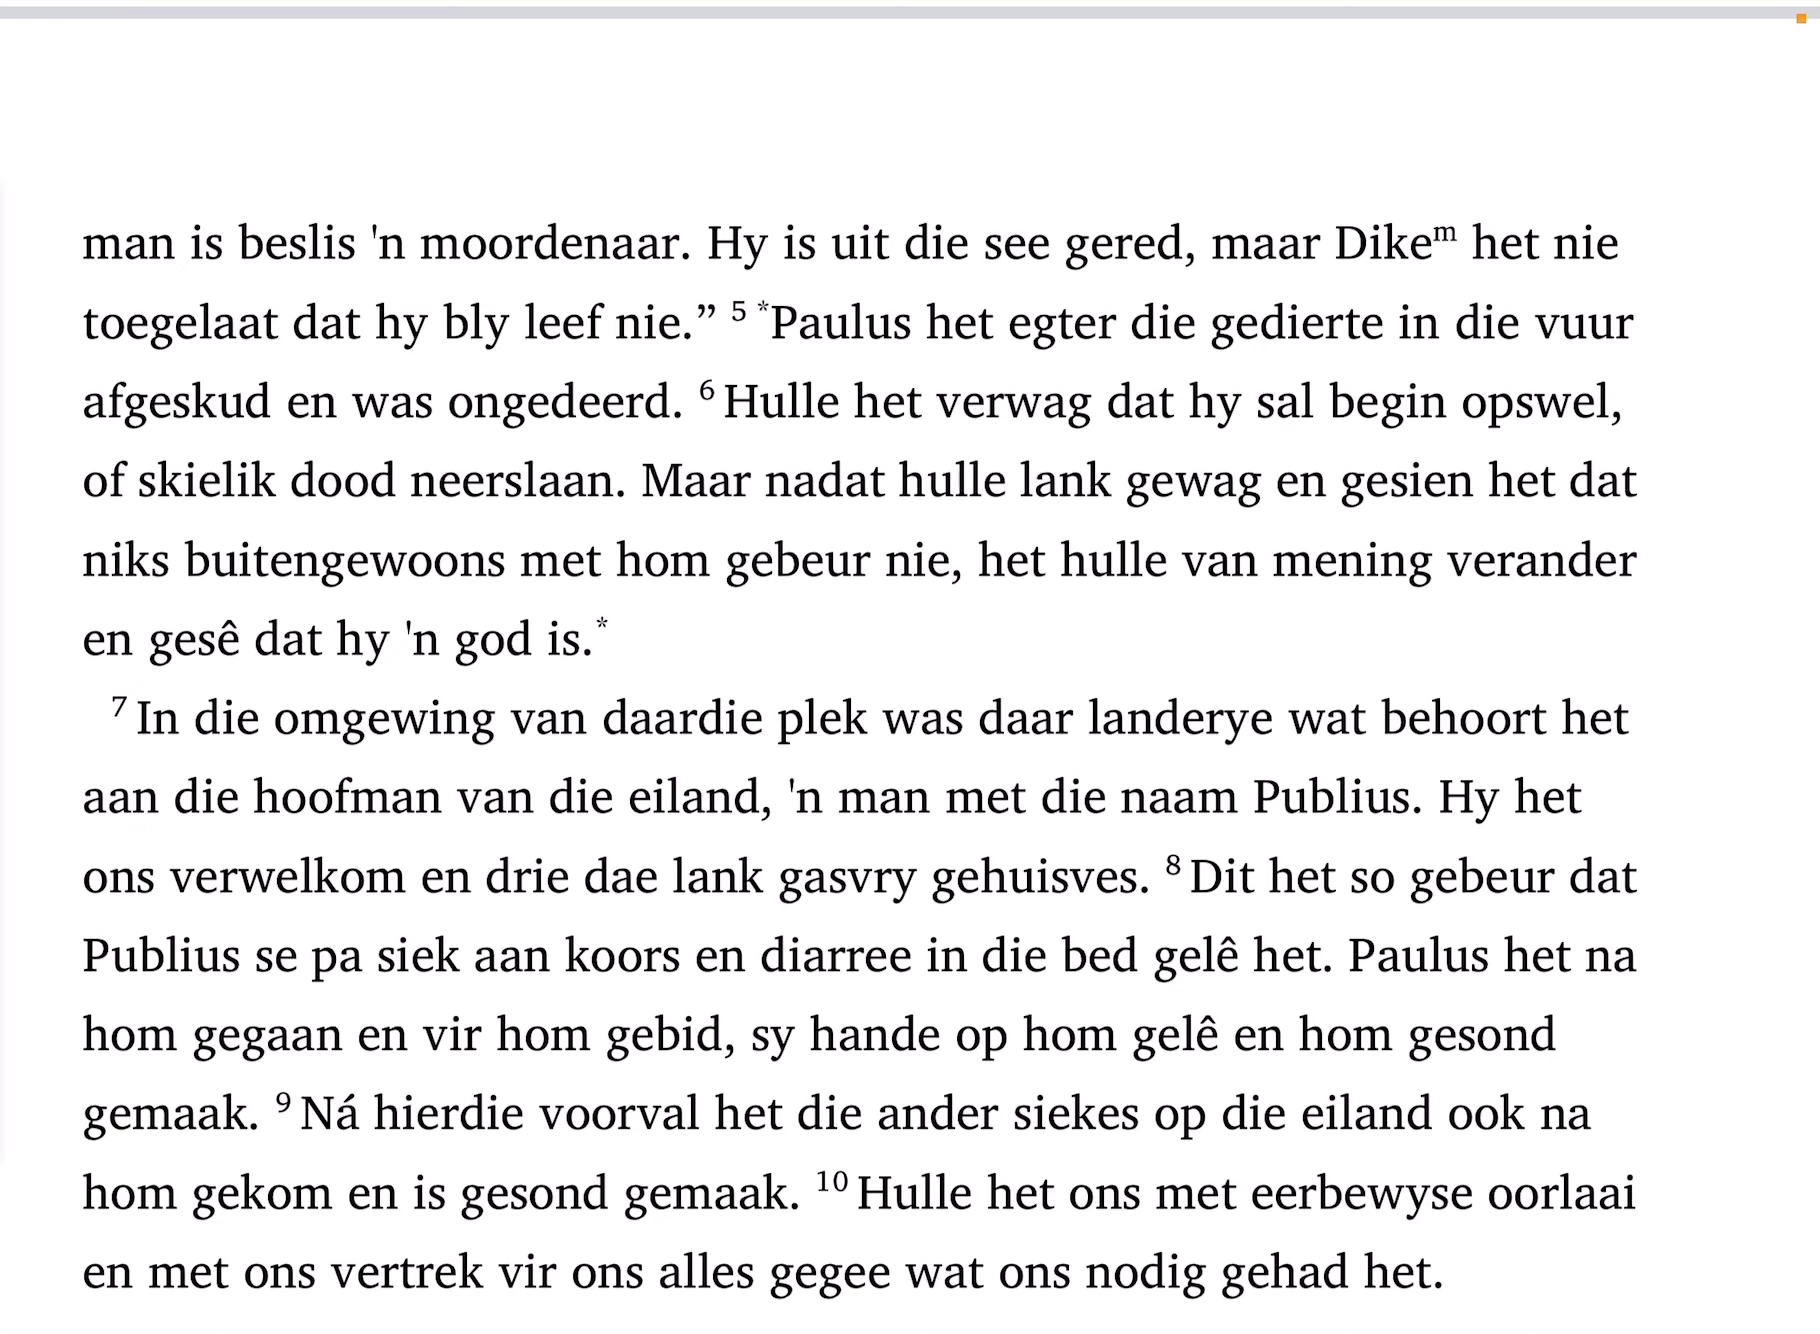 man is beslis 'n moordenaar. Hy is uit die see gered, maar Dikeᵐ het nie
toegelaat dat hy bly leef nie.” ⁵ *Paulus het egter die gedierte in die vuur
afgeskud en was ongedeerd. ⁶ Hulle het verwag dat hy sal begin opswel,
of skielik dood neerslaan. Maar nadat hulle lank gewag en gesien het dat
niks buitengewoons met hom gebeur nie, het hulle van mening verander
en gesê dat hy 'n god is.*
⁷ In die omgewing van daardie plek was daar landerye wat behoort het
aan die hoofman van die eiland, 'n man met die naam Publius. Hy het
ons verwelkom en drie dae lank gasvry gehuisves. ⁸ Dit het so gebeur dat
Publius se pa siek aan koors en diarree in die bed gelê het. Paulus het na
hom gegaan en vir hom gebid, sy hande op hom gelê en hom gesond
gemaak. ⁹ Ná hierdie voorval het die ander siekes op die eiland ook na
hom gekom en is gesond gemaak. ¹⁰ Hulle het ons met eerbewyse oorlaai
en met ons vertrek vir ons alles gegee wat ons nodig gehad het.